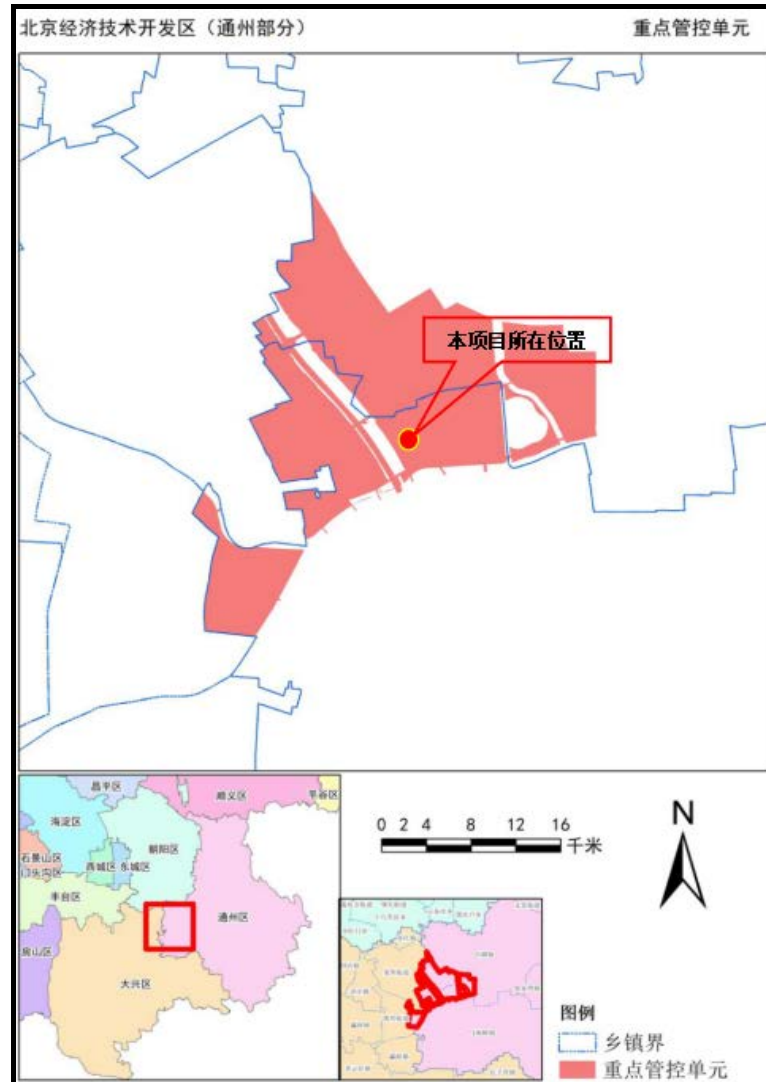 北京经济技术开发区（通州部分） 重点管控单元
本项目所在位置
昌平区
顺义区
平谷区
海淀区
朝阳区
石景山区
门头沟区
西城区
东城区
丰台区
通州区
房山区
大兴区
0 2 4 8 12 16
千米
N
图例
乡镇界
重点管控单元